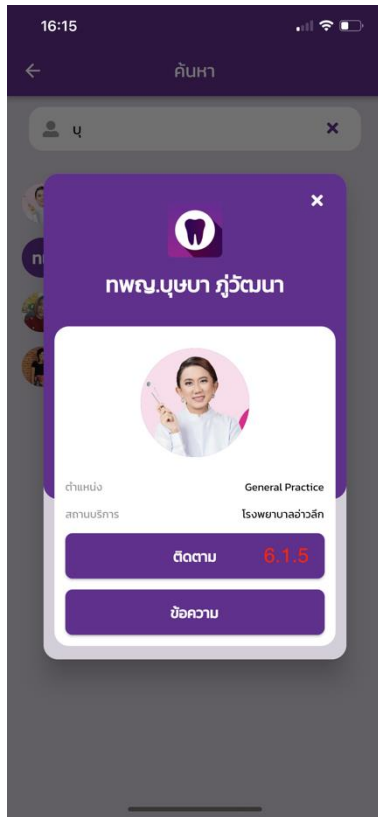 16:15
ค้นหา
บุ
ทพญ.บุษบา ภู่วัฒนา
ตำแหน่ง General Practice
สถานบริการ โรงพยาบาลอ่าวลึก
ติดตาม 6.1.5
ข้อความ